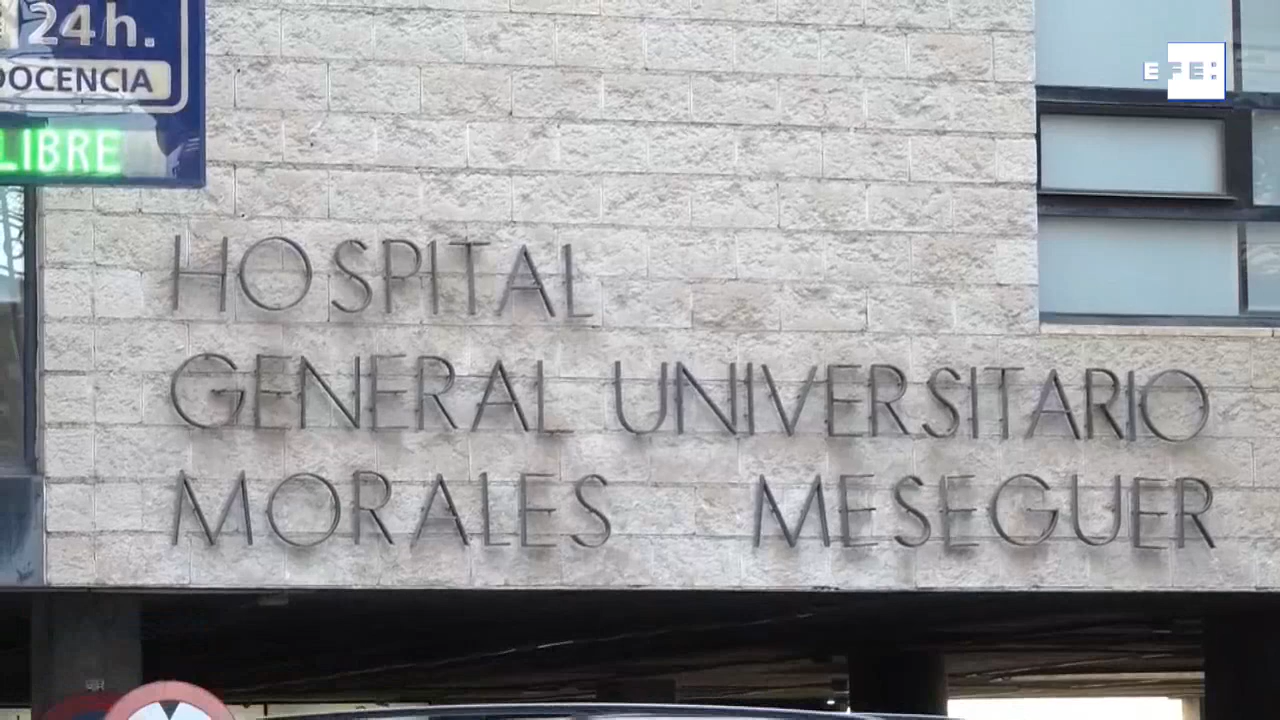 24h.
DOCENCIA
LIBRE
EFE:
HOSPITAL
GENERAL UNIVERSITARIO
MORALES MESEGUER